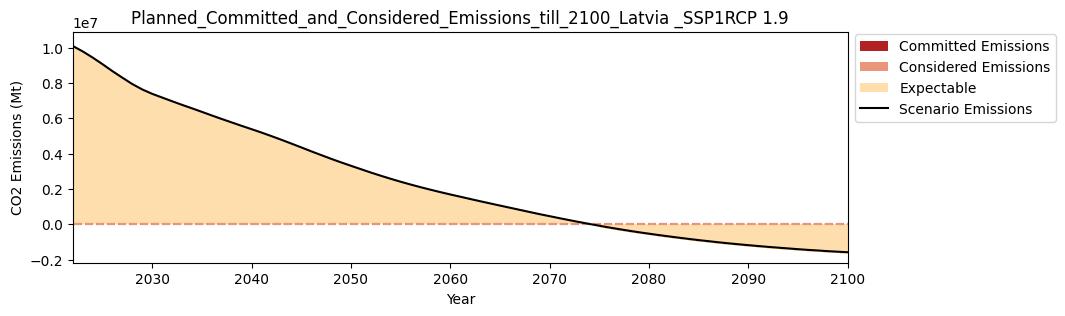 Planned_Committed_and_Considered_Emissions_till_2100_Latvia _SSP1RCP 1.9
1e7
1.0
0.8
0.6
0.4
0.2
0.0
−0.2
CO2 Emissions (Mt)
2030 2040 2050 2060 2070 2080 2090 2100
Year
Committed Emissions
Considered Emissions
Expectable
Scenario Emissions